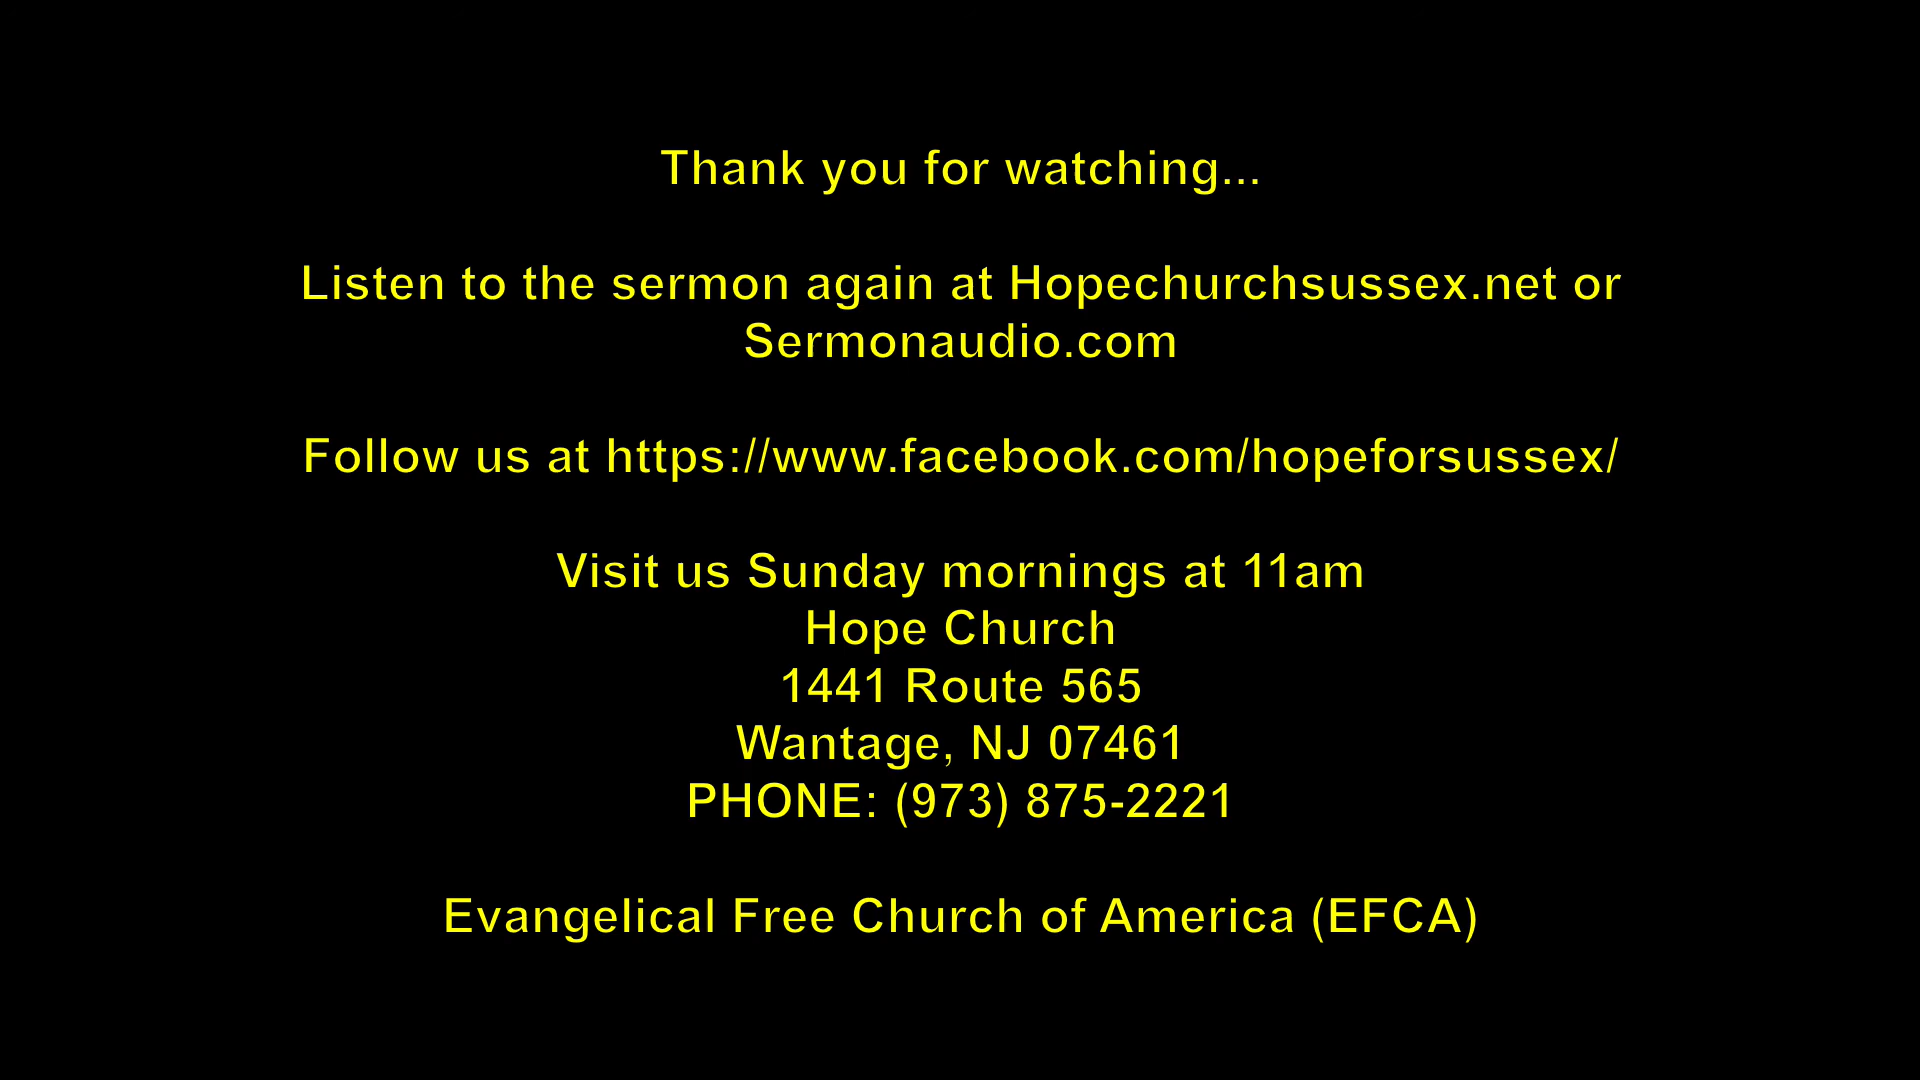 Thank you for watching...
Listen to the sermon again at Hopechurchsussex.net or
Sermonaudio.com
Follow us at https://www.facebook.com/hopeforsussex/
Visit us Sunday mornings at 11am
Hope Church
1441 Route 565
Wantage, NJ 07461
PHONE: (973) 875-2221
Evangelical Free Church of America (EFCA)